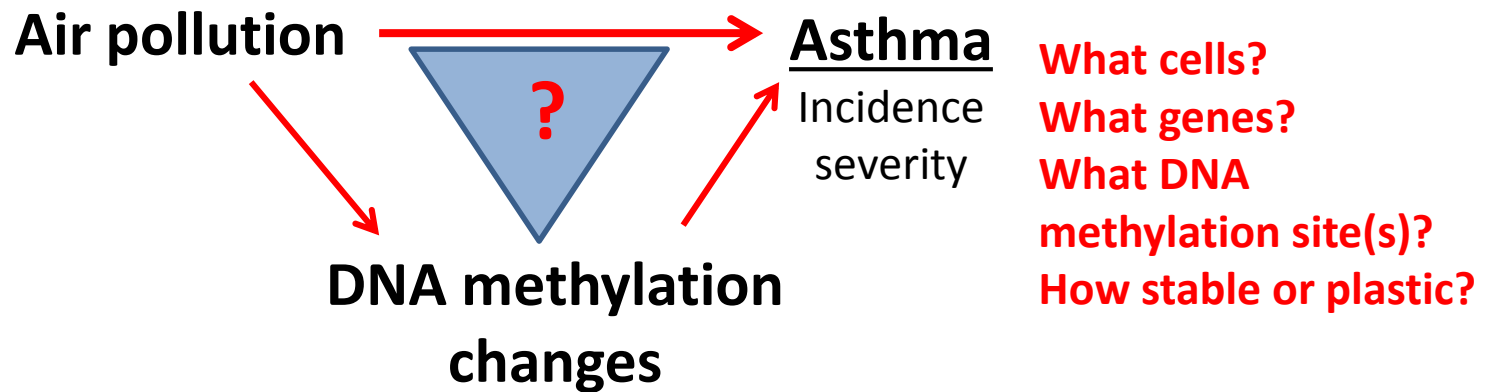 Air pollution
Asthma
Incidence
severity
?
DNA methylation
changes
What cells?
What genes?
What DNA
methylation site(s)?
How stable or plastic?